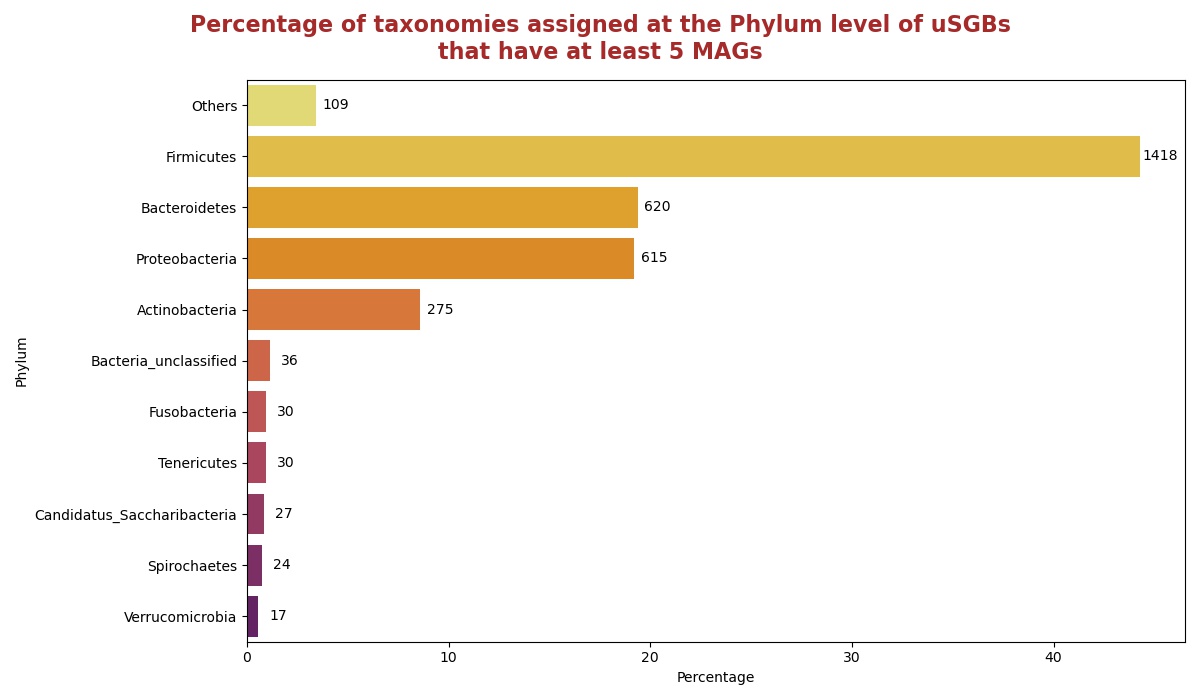 Percentage of taxonomies assigned at the Phylum level of uSGBs
that have at least 5 MAGs
Others 109
Firmicutes 1418
Bacteroidetes 620
Proteobacteria 615
Actinobacteria 275
Bacteria_unclassified 36
Fusobacteria 30
Tenericutes 30
Candidatus_Saccharibacteria 27
Spirochaetes 24
Verrucomicrobia 17
Phylum
0 10 20 30 40
Percentage